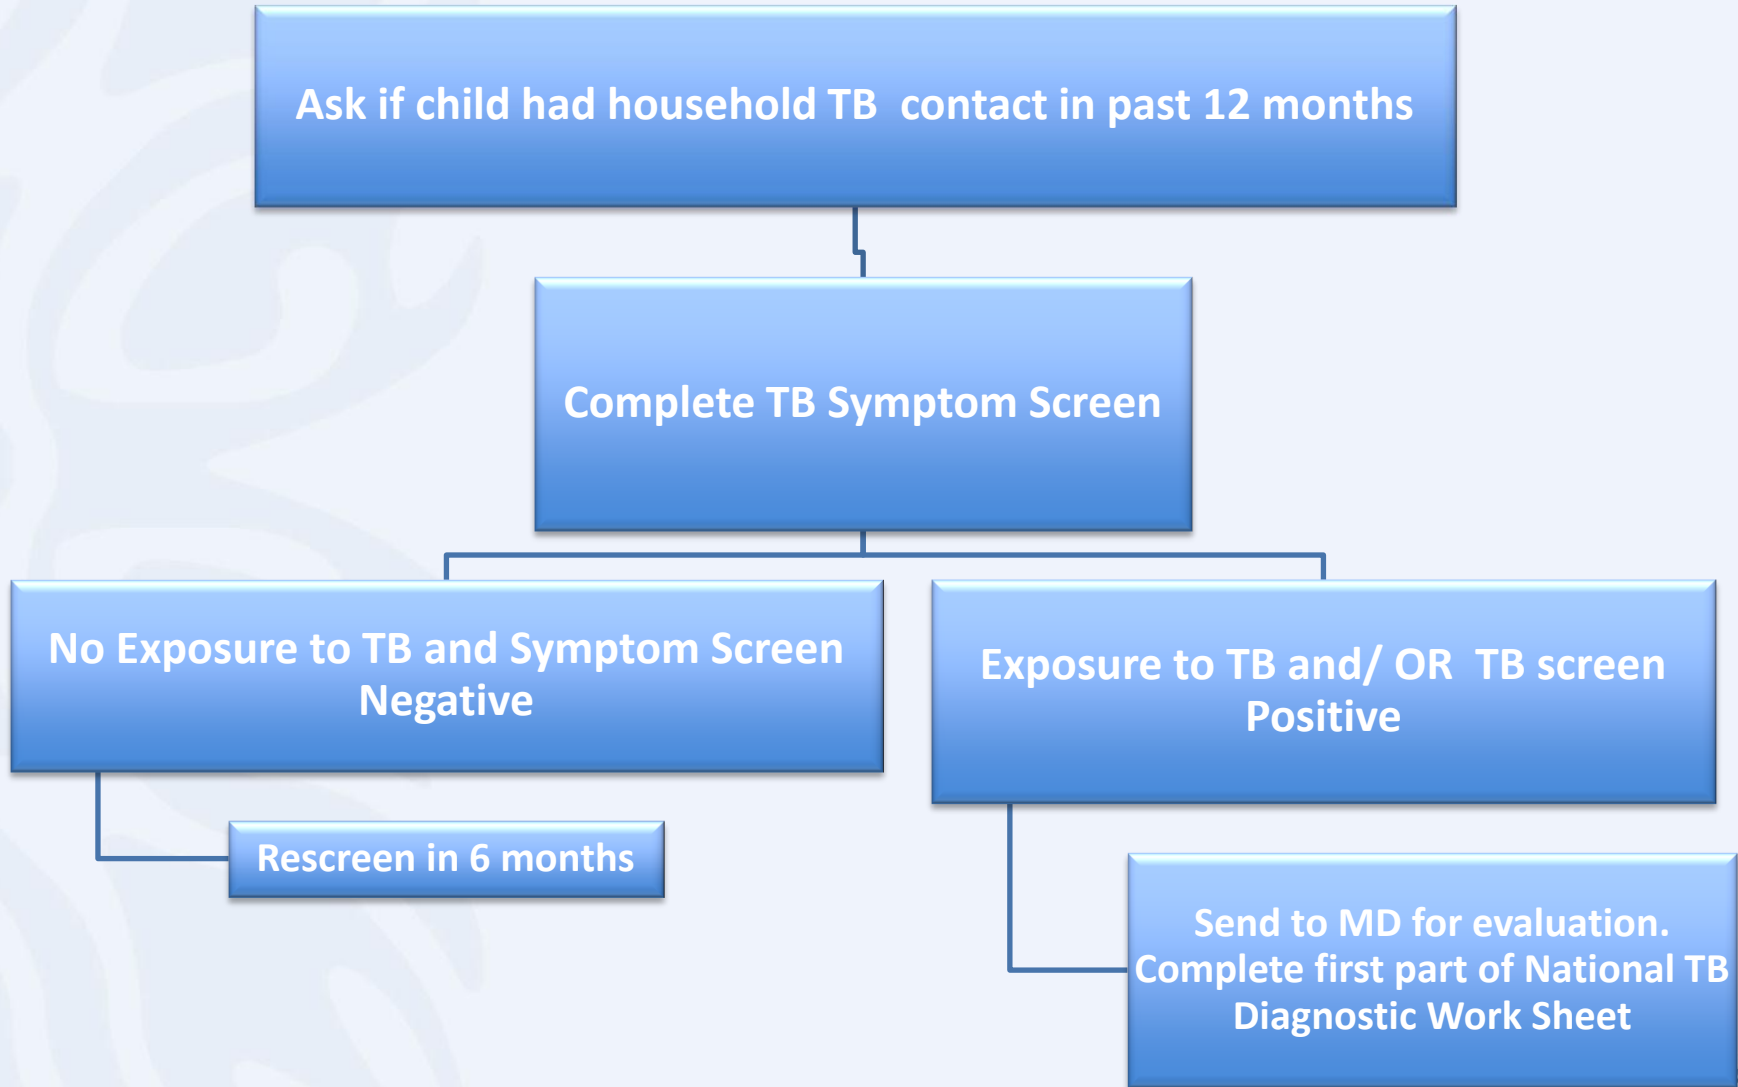 Ask if child had household TB  contact in past 12 months
Complete TB Symptom Screen
No Exposure to TB and Symptom Screen
Negative
Exposure to TB and/ OR  TB screen
Positive
Rescreen in 6 months
Send to MD for evaluation.
Complete first part of National TB
Diagnostic Work Sheet